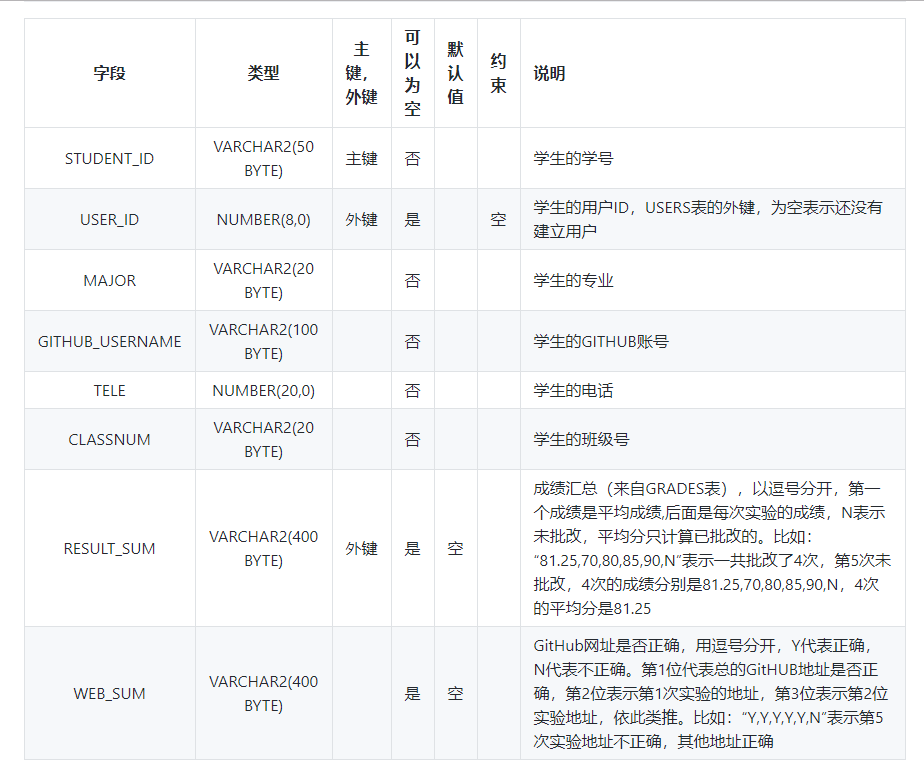 字段 类型 主键，外键 可以为空 默认值 约束 说明
STUDENT_ID VARCHAR2(50 BYTE) 主键 否 学生的学号
USER_ID NUMBER(8,0) 外键 是 空 学生的用户ID，USERS表的外键，为空表示还没有
建立用户
MAJOR VARCHAR2(20 BYTE) 否 学生的专业
GITHUB_USERNAME VARCHAR2(100 BYTE) 否 学生的GITHUB账号
TELE NUMBER(20,0) 否 学生的电话
CLASSNUM VARCHAR2(20 BYTE) 否 学生的班级号
RESULT_SUM VARCHAR2(400 BYTE) 外键 是 空 成绩汇总（来自GRADES表），以逗号分开，第一
个成绩是平均成绩,后面是每次实验的成绩，N表示
未批改，平均分只计算已批改的。比如：
“81.25,70,80,85,90,N”表示一共批改了4次，第5次未
批改，4次的成绩分别是81.25,70,80,85,90,N，4次
的平均分是81.25
WEB_SUM VARCHAR2(400 BYTE) 是 空 GitHub网址是否正确，用逗号分开，Y代表正确，
N代表不正确。第1位代表总的GitHUB地址是否正
确，第2位表示第1次实验的地址，第3位表示第2位
实验地址，依此类推。比如：“Y,Y,Y,Y,Y,N”表示第5
次实验地址不正确，其他地址正确